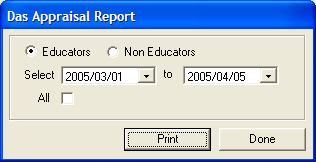 Das Appraisal Report
Educators Non Educators
Select 2005/03/01 to 2005/04/05
All
Print Done